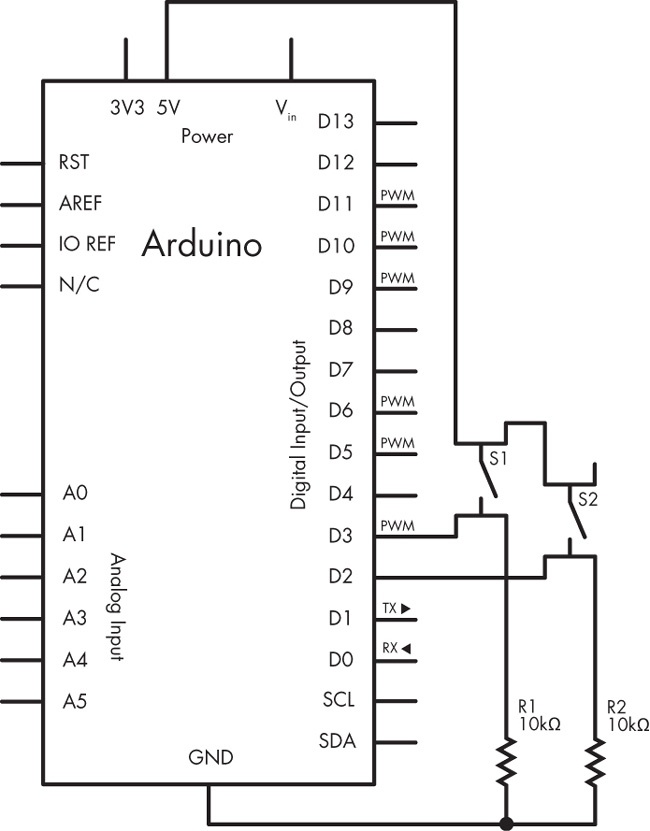 3V3 5V
Vin
Power
RST
AREF
IO REF
N/C
Arduino
D13
D12
D11 PWM
D10 PWM
D9 PWM
D8
D7
D6 PWM
D5 PWM
D4
D3 PWM
D2
D1 TX ▶
D0 RX ◀
SCL
SDA
Digital Input/Output
A0
A1
A2
A3
A4
A5
Analog Input
GND
S1
S2
R1
10kΩ
R2
10kΩ